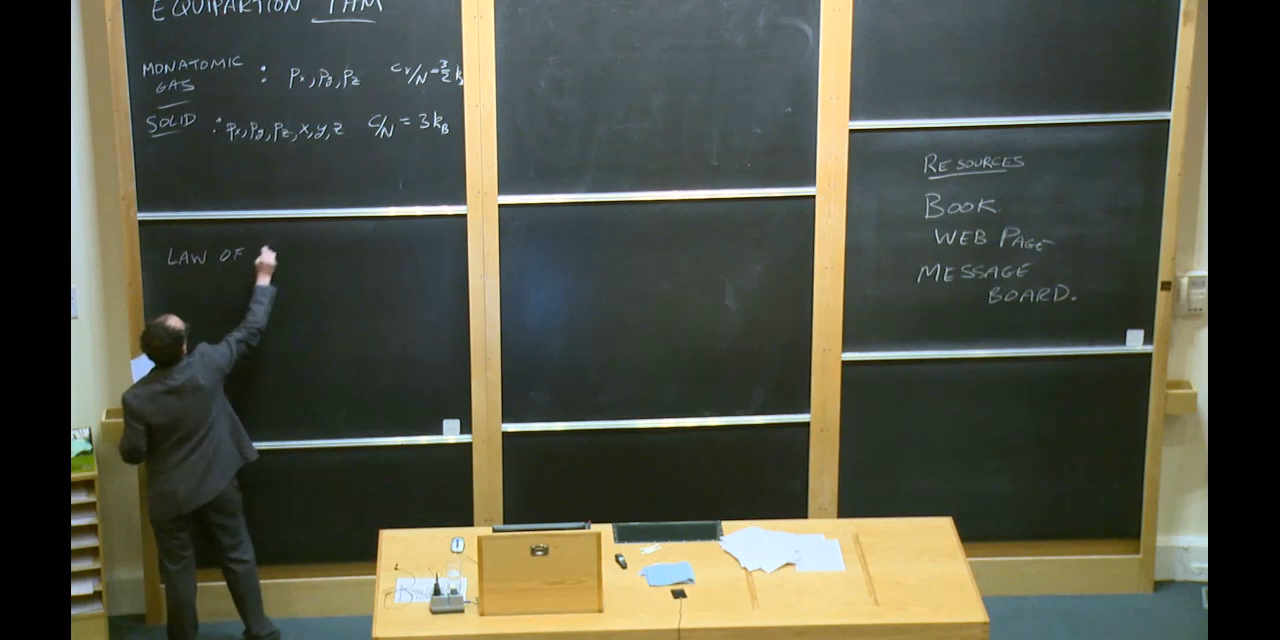 EQUIPARTION THM
MONATOMIC GAS : px, py, pz Cv/N = 3/2 kB
SOLID : px, py, pz, x, y, z C/N = 3kB
LAW OF
RESOURCES
BOOK.
WEB PAGE
MESSAGE
BOARD.